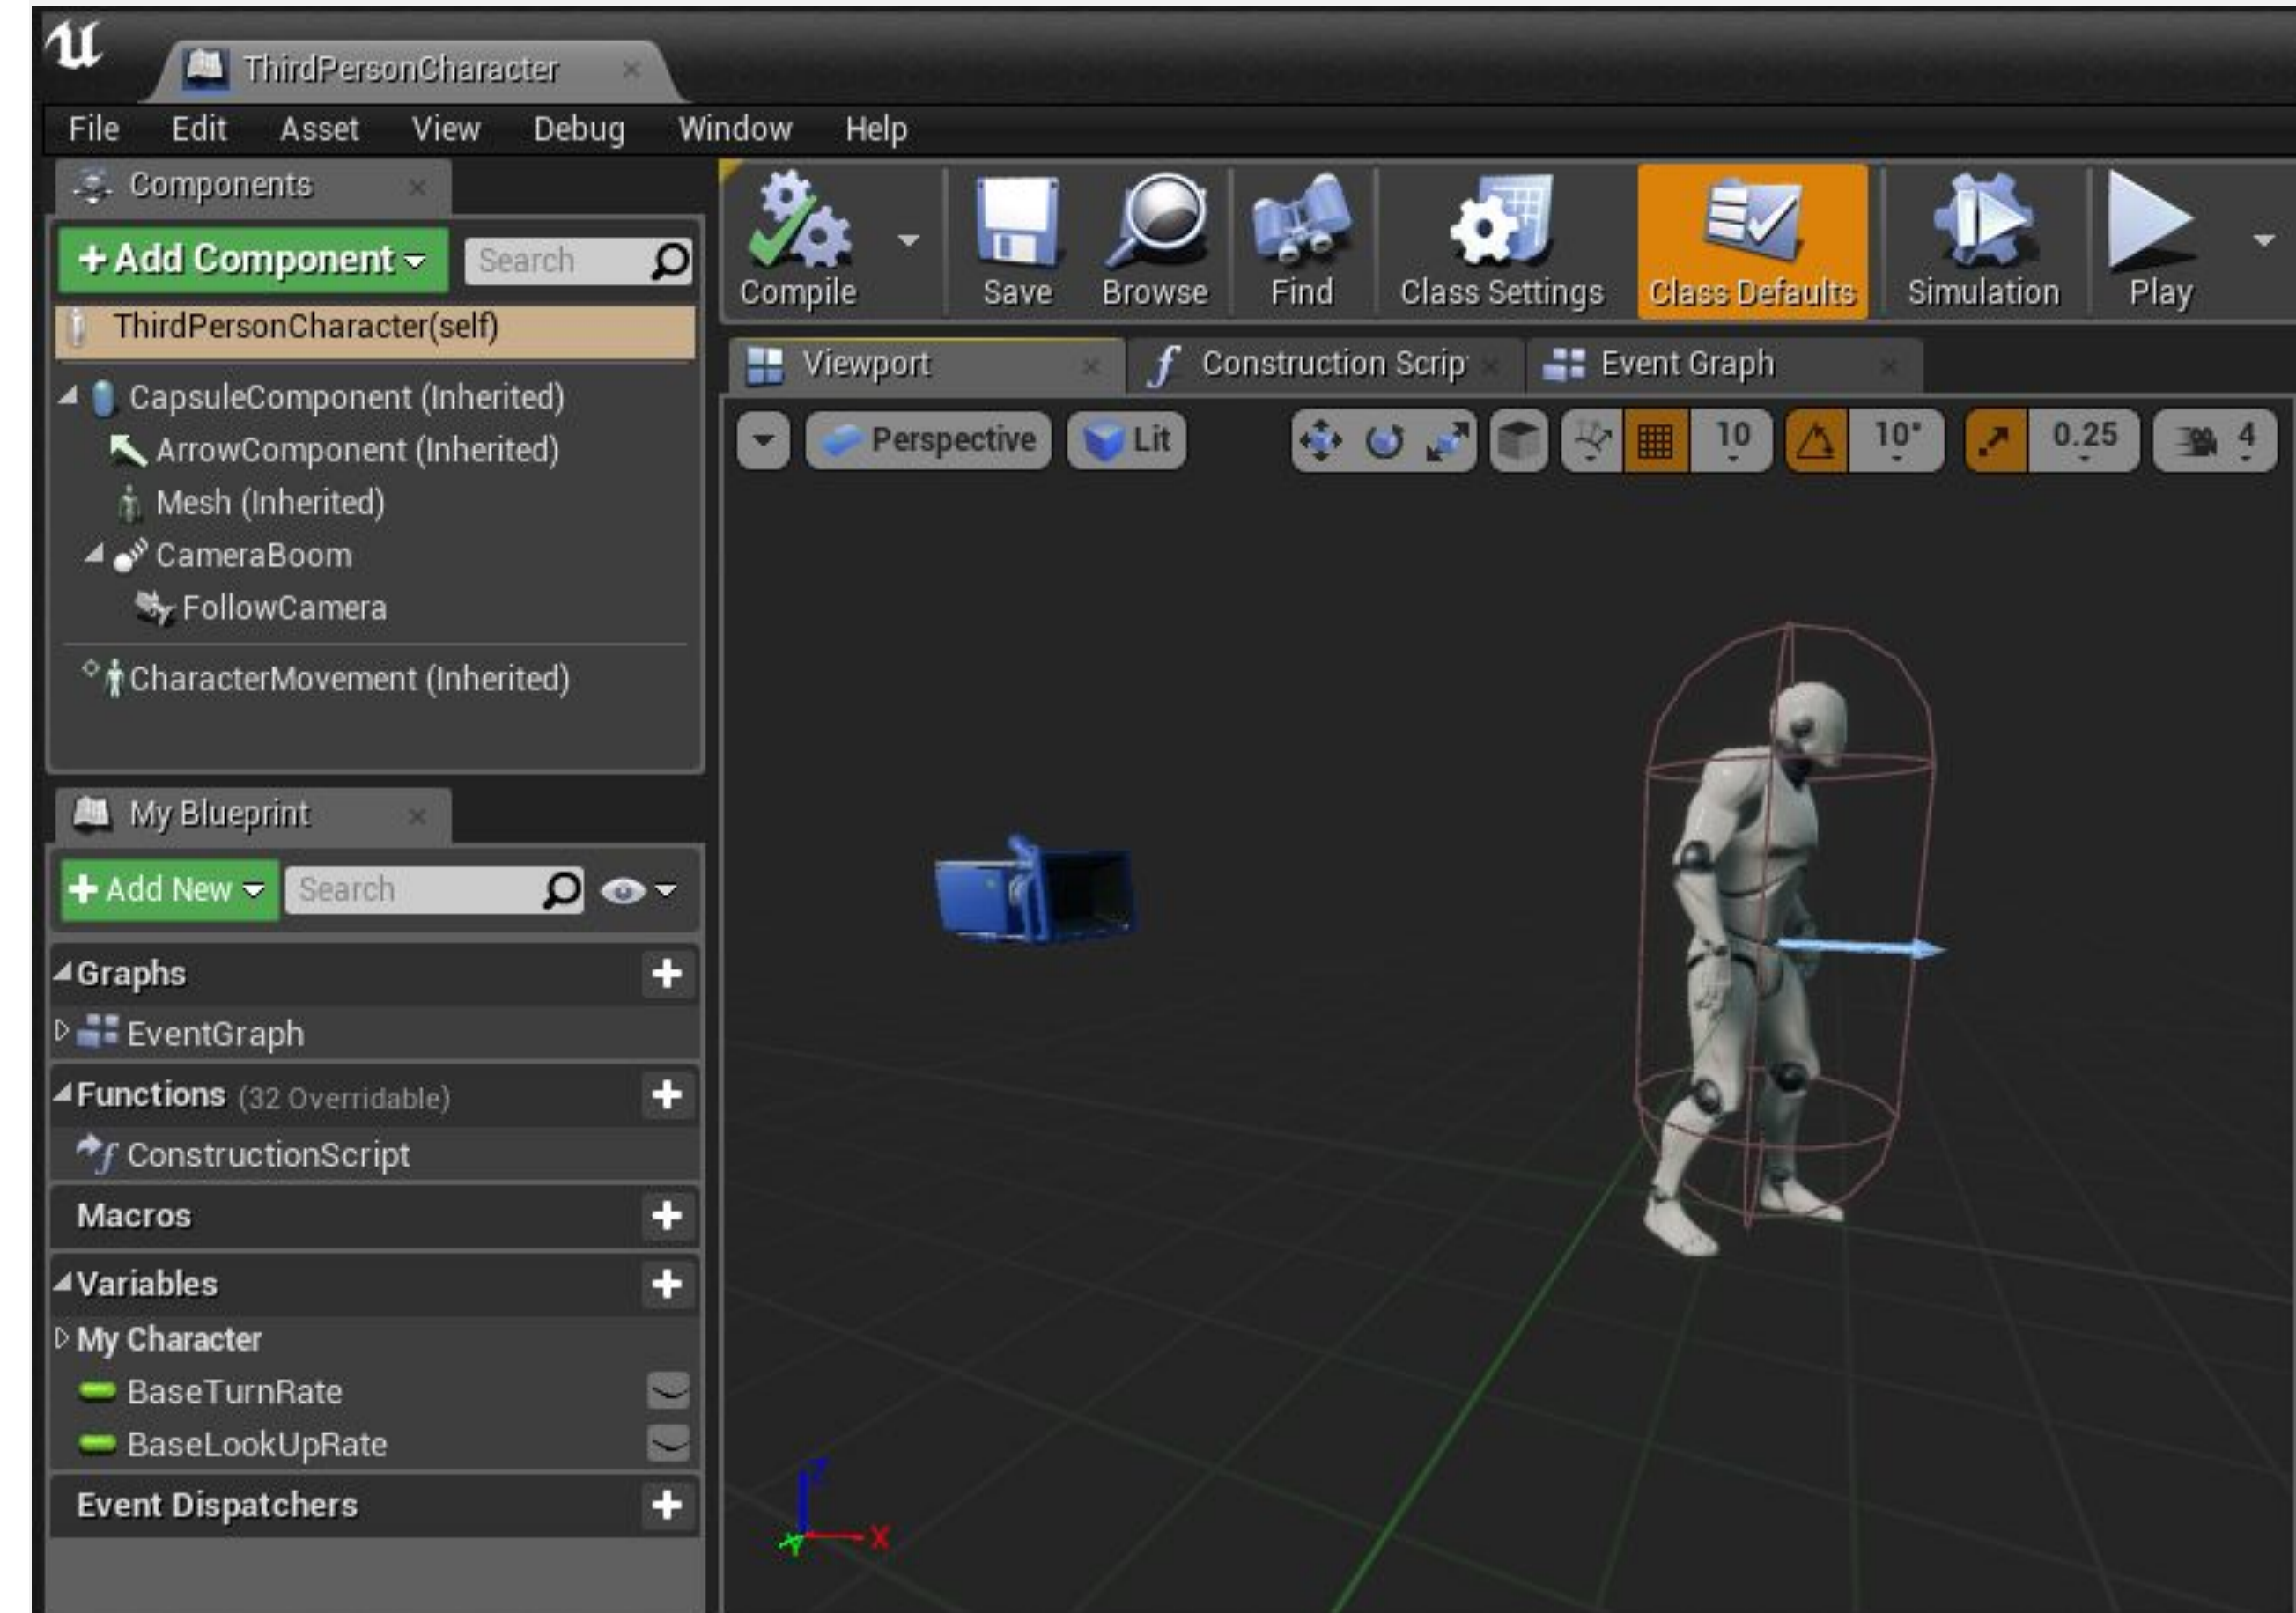 ThirdPersonCharacter
File Edit Asset View Debug Window Help
Components
Add Component Search
ThirdPersonCharacter(self)
CapsuleComponent (Inherited)
ArrowComponent (Inherited)
Mesh (Inherited)
CameraBoom
FollowCamera
CharacterMovement (Inherited)
My Blueprint
Add New Search
Graphs
EventGraph
Functions (32 Overridable)
ConstructionScript
Macros
Variables
My Character
BaseTurnRate
BaseLookUpRate
Event Dispatchers
Compile Save Browse Find Class Settings Class Defaults Simulation Play
Viewport Construction Scrip Event Graph
Perspective Lit 10 10° 0.25 4
Z
Y X